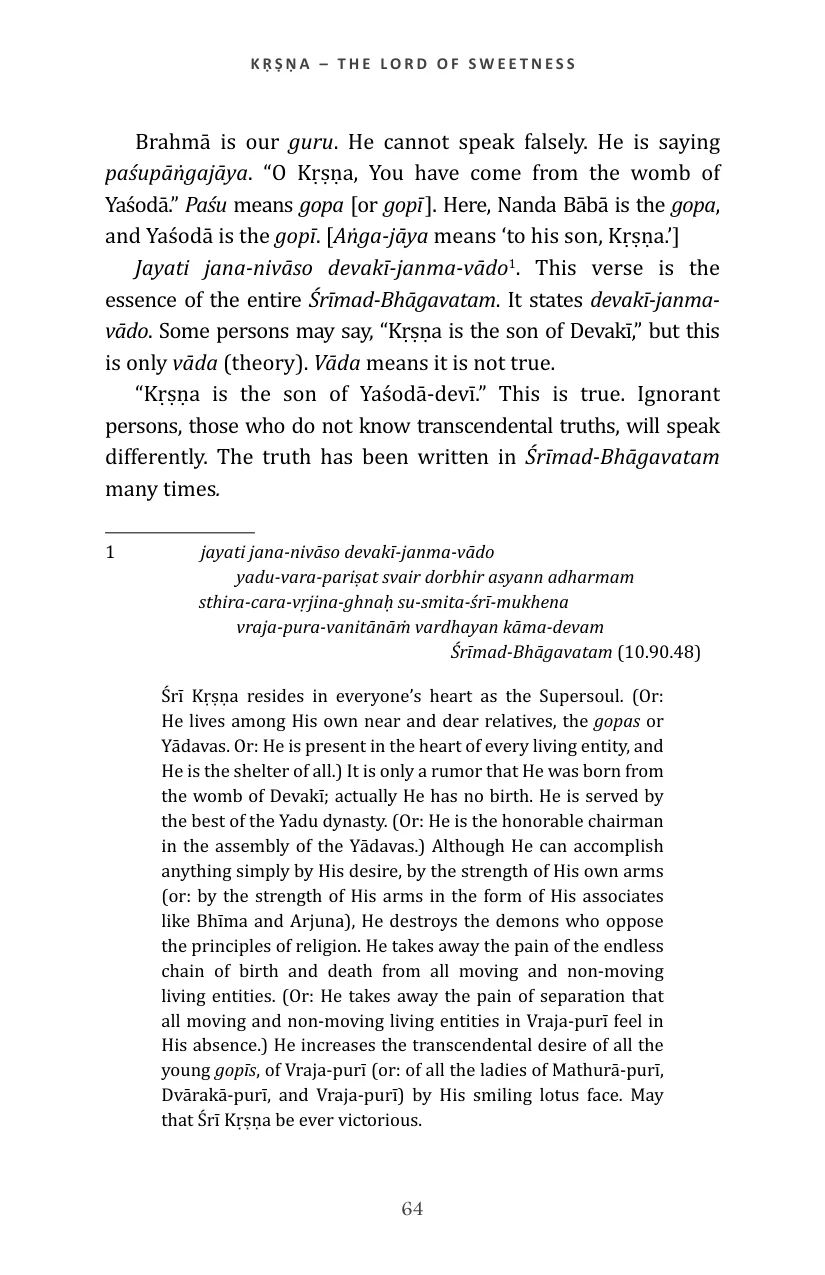 KṚṢṆA – THE LORD OF SWEETNESS
Brahmā is our guru. He cannot speak falsely. He is saying
paśupāṅgajāya. “O Kṛṣṇa, You have come from the womb of
Yaśodā.” Paśu means gopa [or gopī]. Here, Nanda Bābā is the gopa,
and Yaśodā is the gopī. [Aṅga-jāya means ‘to his son, Kṛṣṇa.’]
Jayati jana-nivāso devakī-janma-vādo¹. This verse is the
essence of the entire Śrīmad-Bhāgavatam. It states devakī-janma-
vādo. Some persons may say, “Kṛṣṇa is the son of Devakī,” but this
is only vāda (theory). Vāda means it is not true.
“Kṛṣṇa is the son of Yaśodā-devī.” This is true. Ignorant
persons, those who do not know transcendental truths, will speak
differently. The truth has been written in Śrīmad-Bhāgavatam
many times.
1 jayati jana-nivāso devakī-janma-vādo
yadu-vara-pariṣat svair dorbhir asyann adharmam
sthira-cara-vṛjina-ghnaḥ su-smita-śrī-mukhena
vraja-pura-vanitānāṁ vardhayan kāma-devam
Śrīmad-Bhāgavatam (10.90.48)
Śrī Kṛṣṇa resides in everyone’s heart as the Supersoul. (Or:
He lives among His own near and dear relatives, the gopas or
Yādavas. Or: He is present in the heart of every living entity, and
He is the shelter of all.) It is only a rumor that He was born from
the womb of Devakī; actually He has no birth. He is served by
the best of the Yadu dynasty. (Or: He is the honorable chairman
in the assembly of the Yādavas.) Although He can accomplish
anything simply by His desire, by the strength of His own arms
(or: by the strength of His arms in the form of His associates
like Bhīma and Arjuna), He destroys the demons who oppose
the principles of religion. He takes away the pain of the endless
chain of birth and death from all moving and non-moving
living entities. (Or: He takes away the pain of separation that
all moving and non-moving living entities in Vraja-purī feel in
His absence.) He increases the transcendental desire of all the
young gopīs, of Vraja-purī (or: of all the ladies of Mathurā-purī,
Dvārakā-purī, and Vraja-purī) by His smiling lotus face. May
that Śrī Kṛṣṇa be ever victorious.
64